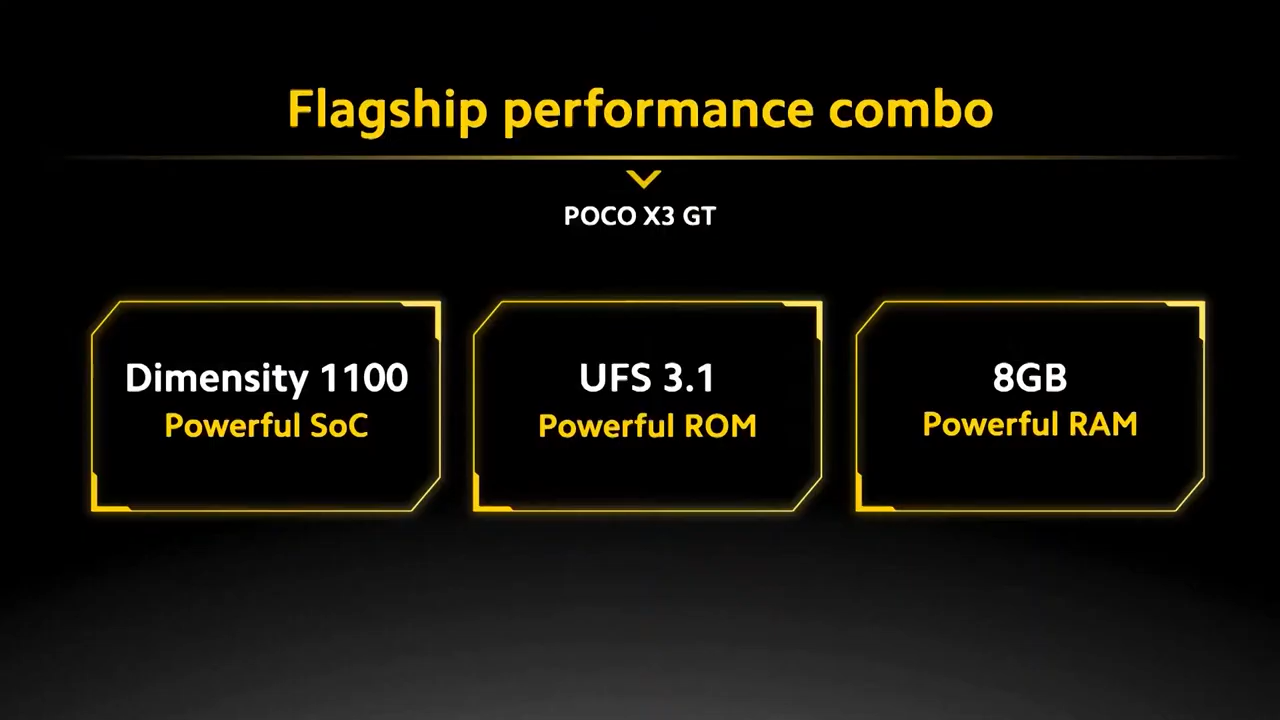 Flagship performance combo
POCO X3 GT
Dimensity 1100
Powerful SoC
UFS 3.1
Powerful ROM
8GB
Powerful RAM